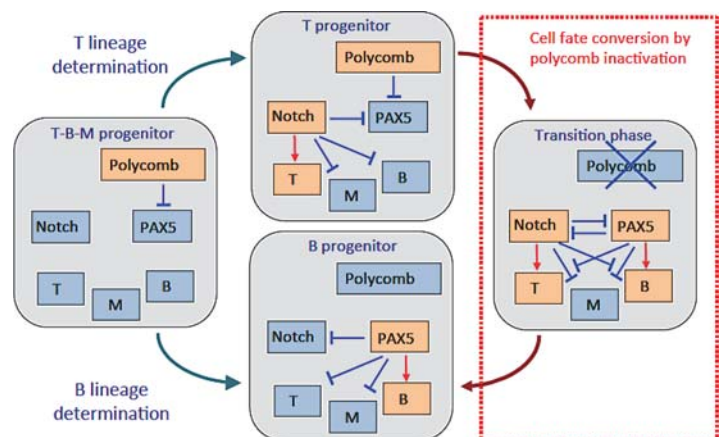 T lineage
determination
T progenitor
Polycomb
Notch
PAX5
T
M
B
Cell fate conversion by
polycomb inactivation
T-B-M progenitor
Polycomb
Notch
PAX5
T
M
B
Transition phase
Polycomb
Notch
PAX5
T
M
B
B progenitor
Polycomb
Notch
PAX5
T
M
B
B lineage
determination